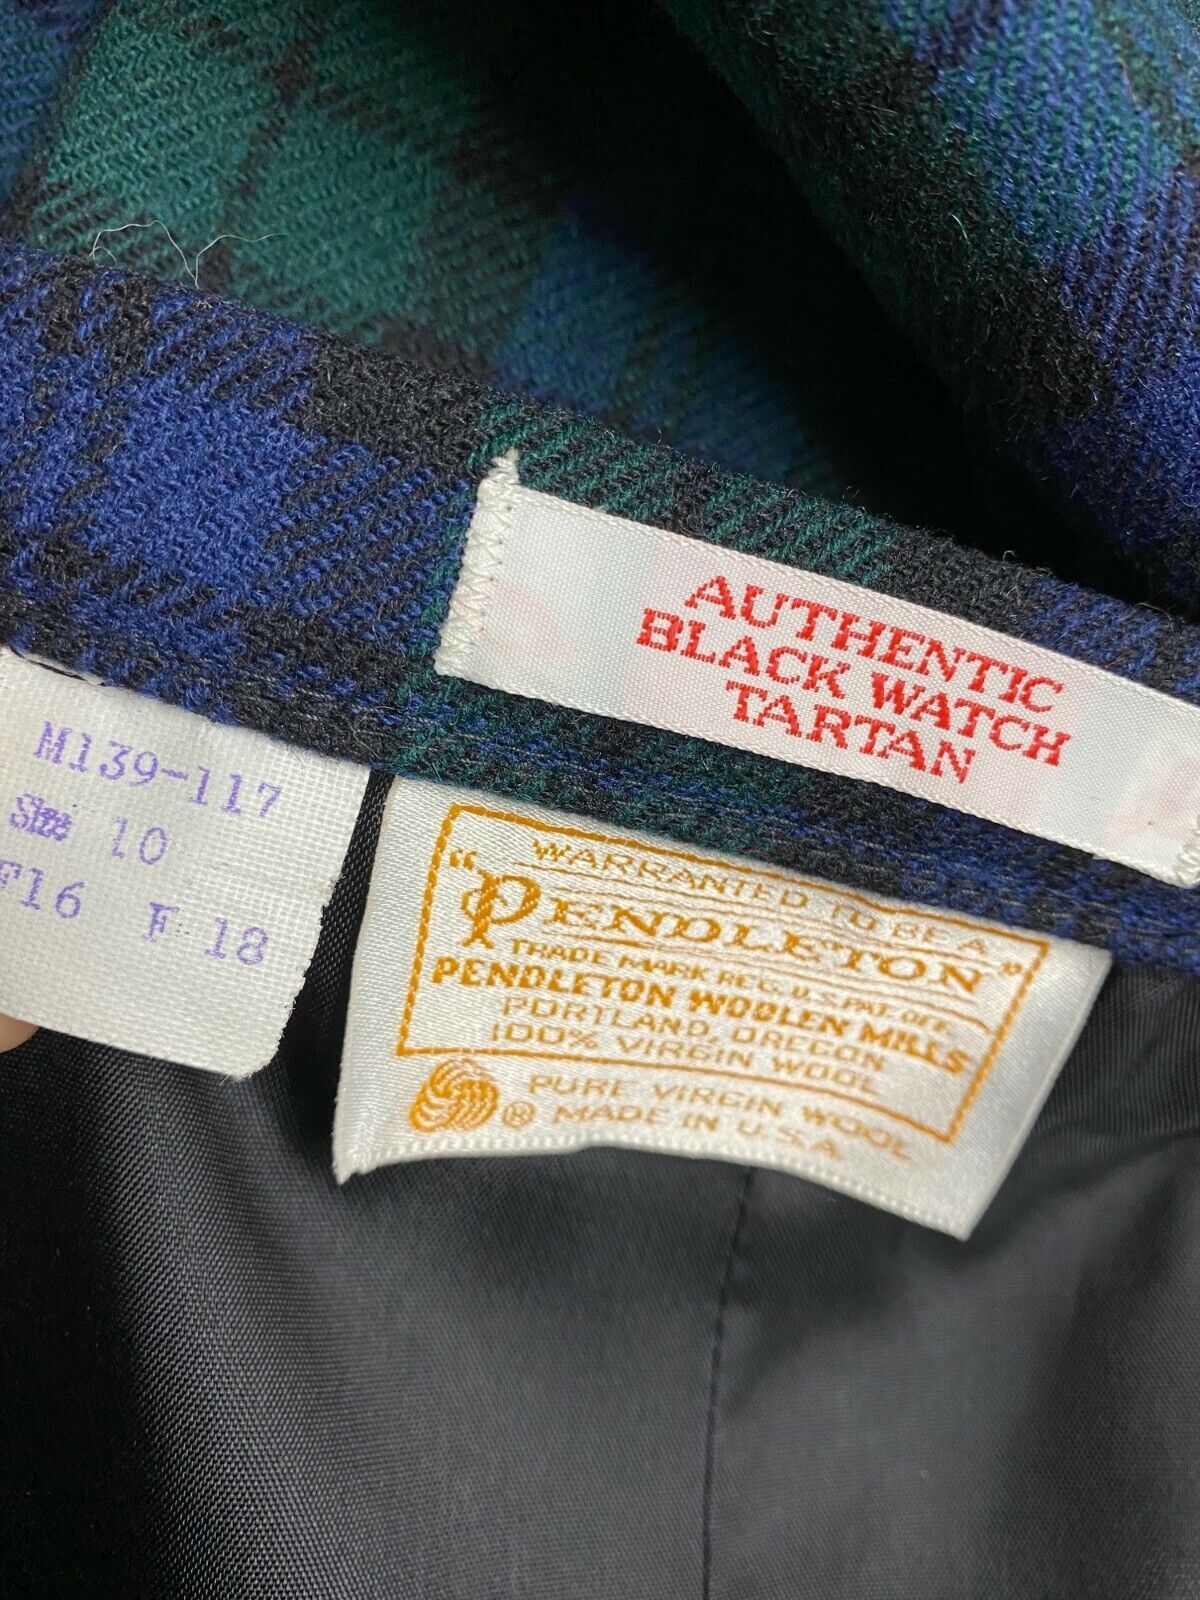 AUTHENTIC
BLACK WATCH
TARTAN
M139-117
Size 10
F16 F 18
WARRANTED TO BE A
"PENDLETON"
TRADE MARK REG. U.S. PAT. OFF.
PENDLETON WOOLEN MILLS
PORTLAND, OREGON
100% VIRGIN WOOL
PURE VIRGIN WOOL
® MADE IN U.S.A.